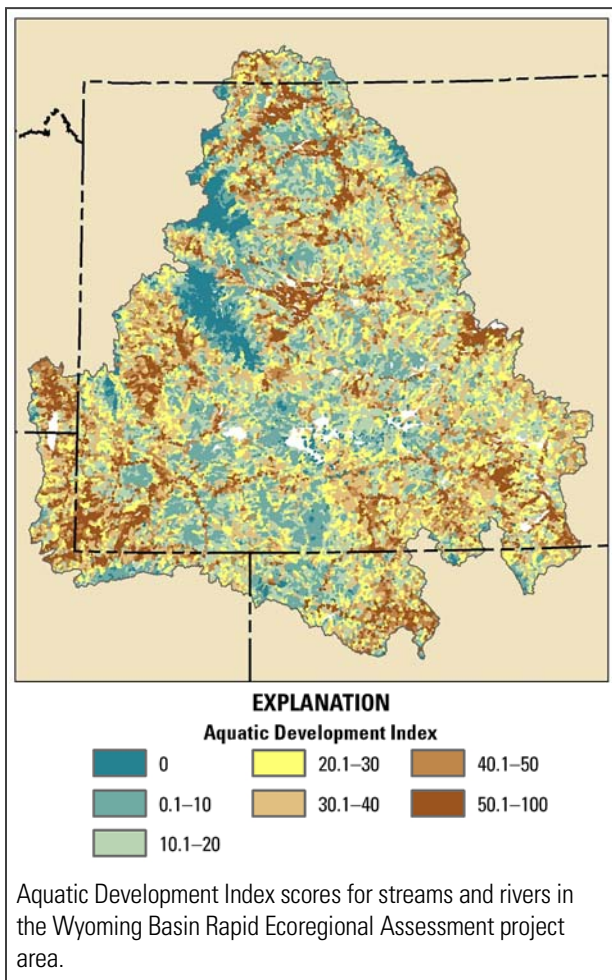 EXPLANATION
Aquatic Development Index
0
20.1–30
40.1–50
0.1–10
30.1–40
50.1–100
10.1–20
Aquatic Development Index scores for streams and rivers in
the Wyoming Basin Rapid Ecoregional Assessment project
area.